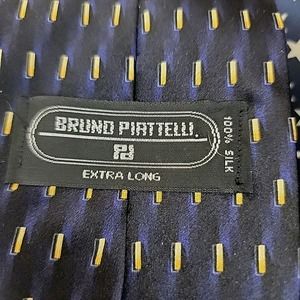 BRUNO PIATTELLI.
EXTRA LONG
100% SILK